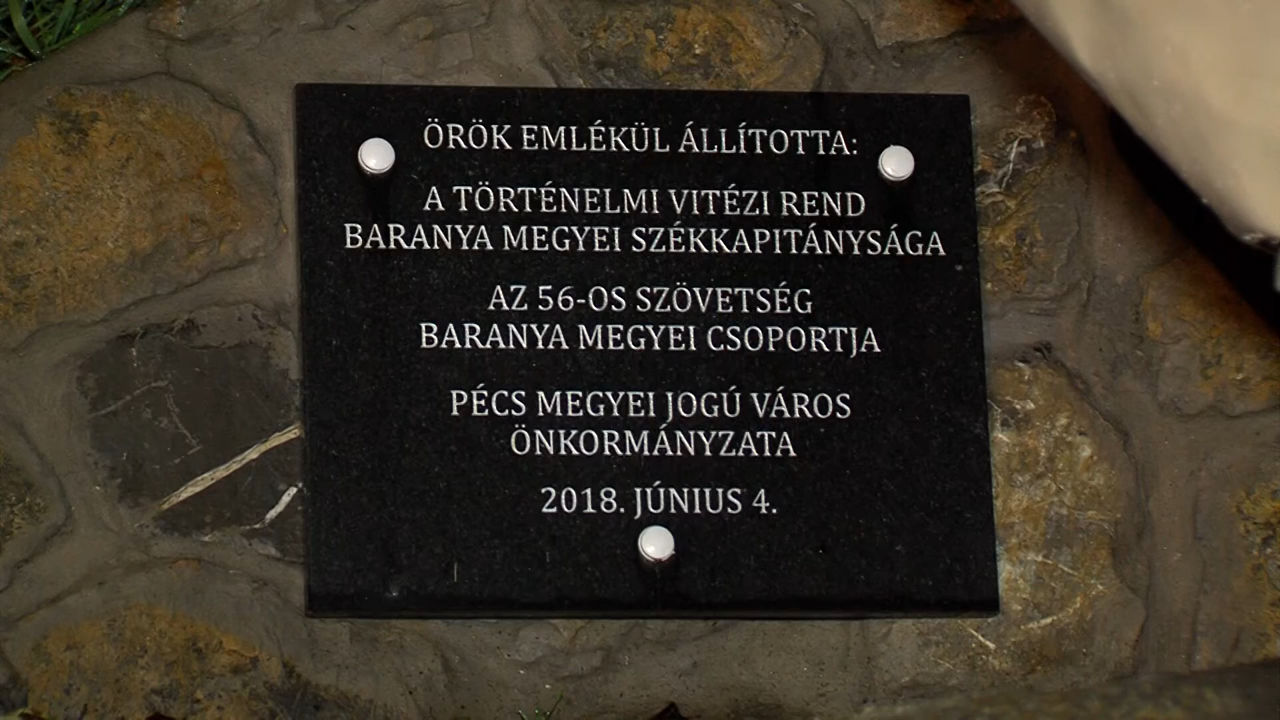 ÖRÖK EMLÉKÜL ÁLLÍTOTTA:
A TÖRTÉNELMI VITÉZI REND
BARANYA MEGYEI SZÉKKAPITÁNYSÁGA
AZ 56-OS SZÖVETSÉG
BARANYA MEGYEI CSOPORTJA
PÉCS MEGYEI JOGÚ VÁROS
ÖNKORMÁNYZATA
2018. JÚNIUS 4.